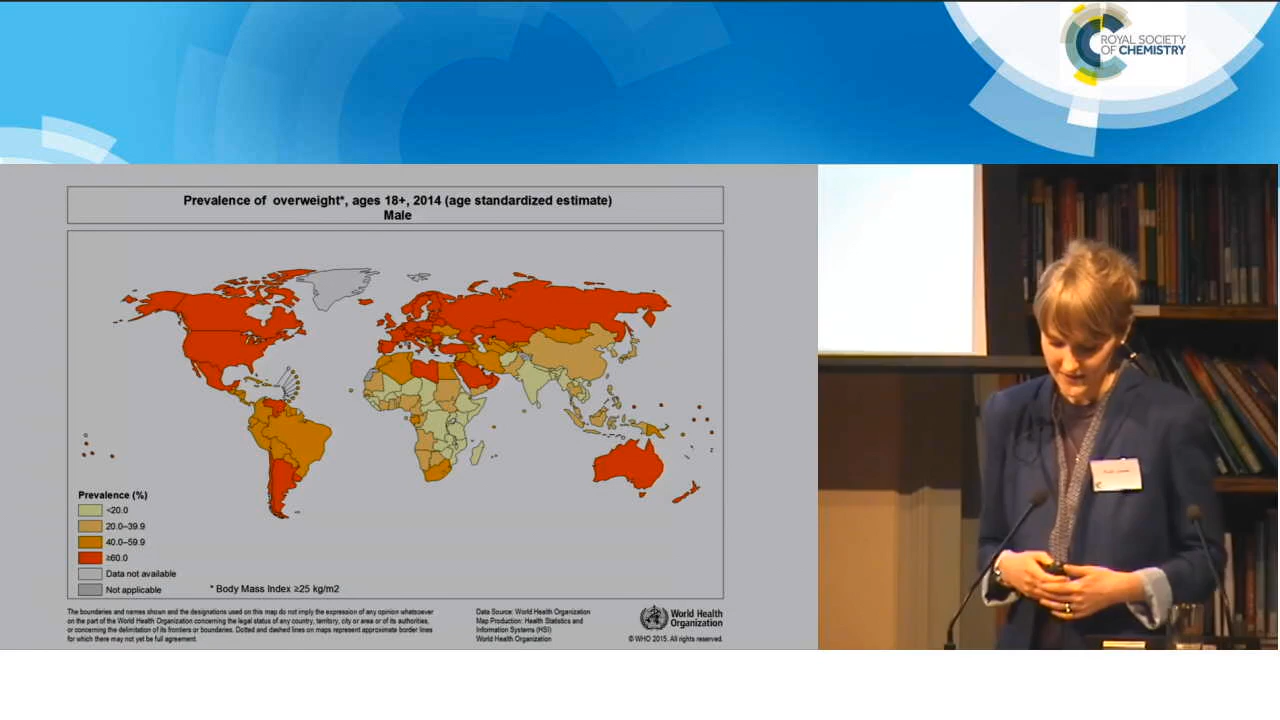 ROYAL SOCIETY
OF CHEMISTRY
Prevalence of overweight*, ages 18+, 2014 (age standardized estimate)
Male
Prevalence (%)
<20.0
20.0–39.9
40.0–59.9
≥60.0
Data not available
Not applicable
* Body Mass Index ≥25 kg/m2
The boundaries and names shown and the designations used on this map do not imply the expression of any opinion whatsoever
on the part of the World Health Organization concerning the legal status of any country, territory, city or area or of its authorities,
or concerning the delimitation of its frontiers or boundaries. Dotted and dashed lines on maps represent approximate border lines
for which there may not yet be full agreement.
Data Source: World Health Organization
Map Production: Health Statistics and
Information Systems (HSI)
World Health Organization
World Health
Organization
© WHO 2015. All rights reserved.